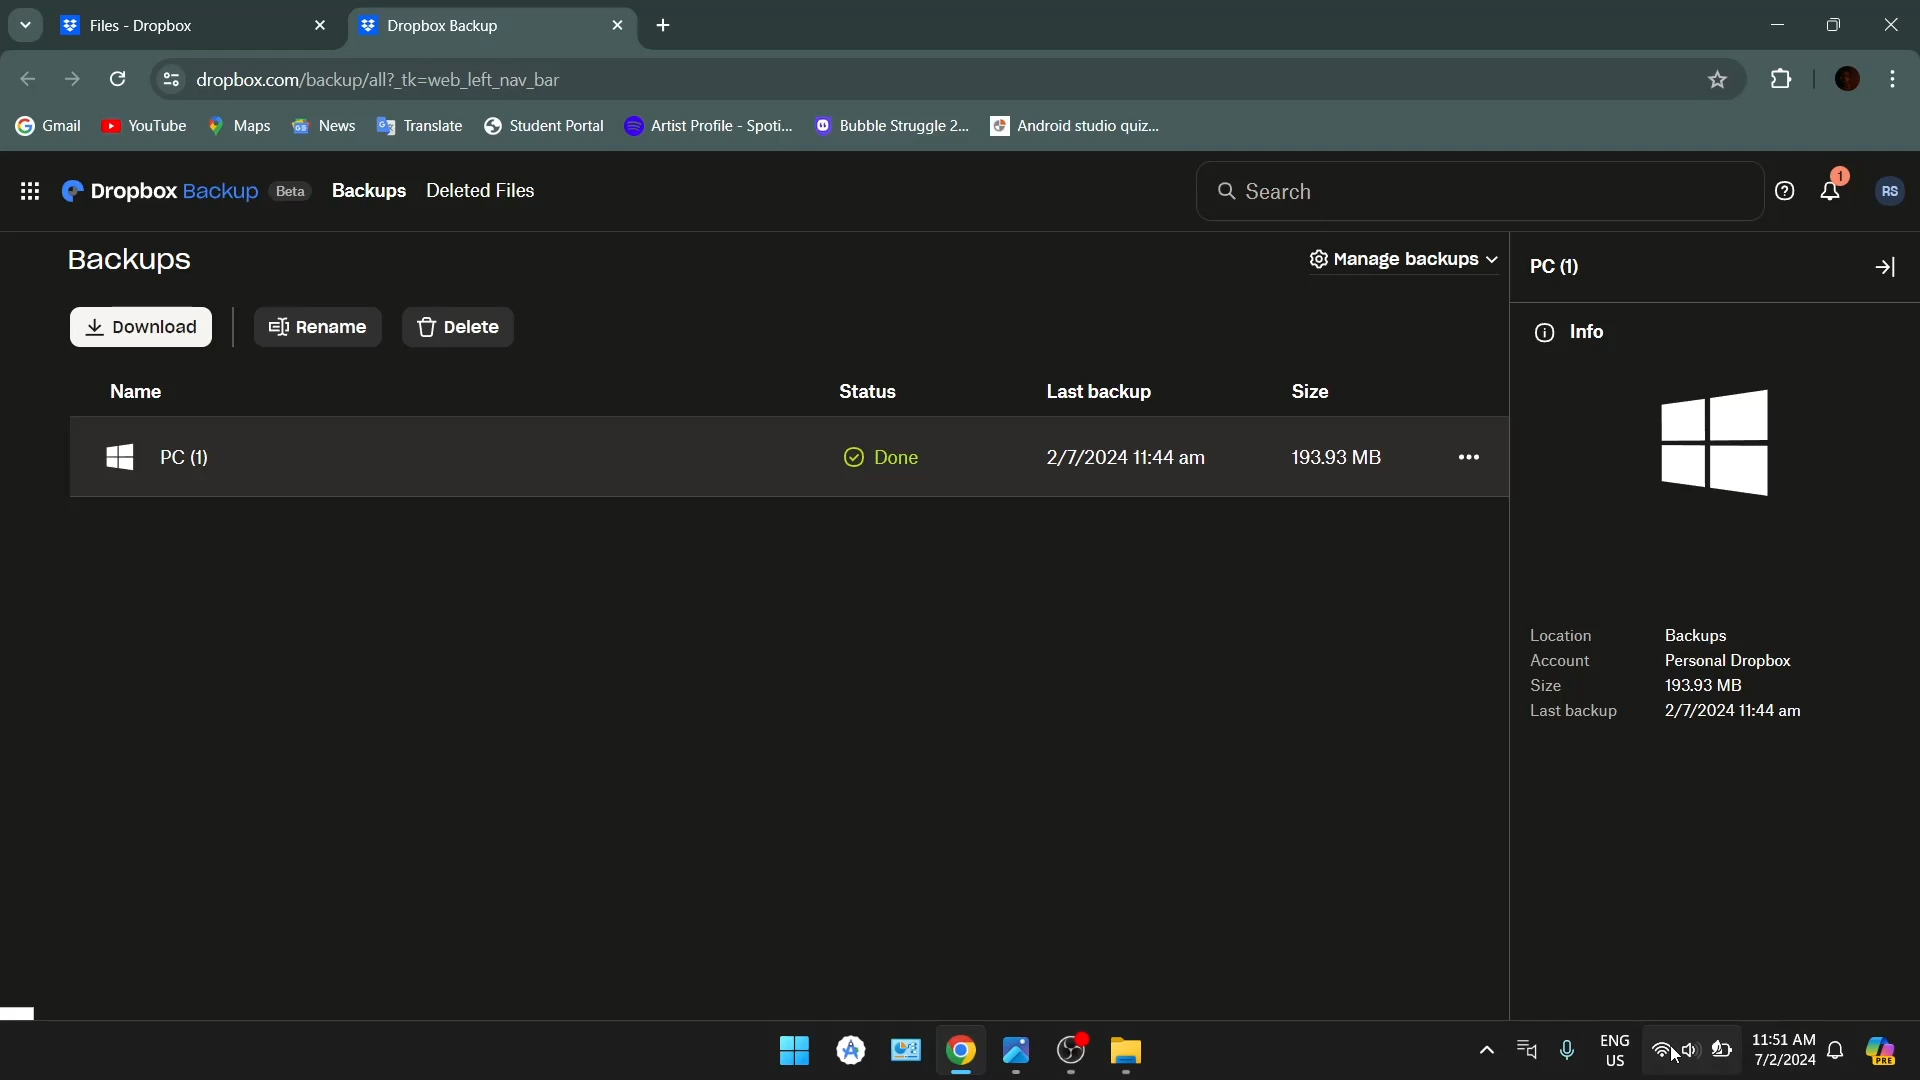 Files - Dropbox
Dropbox Backup
dropbox.com/backup/all?_tk=web_left_nav_bar
Gmail YouTube Maps News Translate Student Portal Artist Profile - Spoti... Bubble Struggle 2... Android studio quiz...
Dropbox Backup Beta Backups Deleted Files Search 1 RS
Backups Manage backups
Download Rename Delete
Name Status Last backup Size
PC (1) Done 2/7/2024 11:44 am 193.93 MB
PC (1)
Info
Location Backups
Account Personal Dropbox
Size 193.93 MB
Last backup 2/7/2024 11:44 am
ENG
US
11:51 AM
7/2/2024
PRE